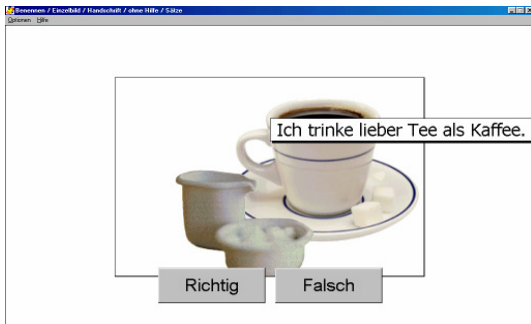 Benennen / Einzelbild / Handschrift / ohne Hilfe / Sätze
Optionen Hilfe
Ich trinke lieber Tee als Kaffee.
Richtig Falsch